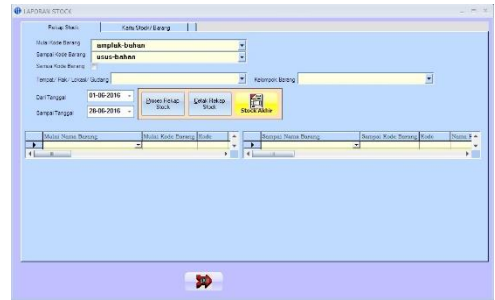 LAPORAN STOCK
Rekap Stock
Kartu Stock / Barang
Mulai Kode Barang
ampluk-bahan
Sampai Kode Barang
usus-bahan
Semua Kode Barang
Tempat / Rak / Lokasi / Gudang
Kelompok Barang
Dari Tanggal
01-06-2016
Sampai Tanggal
28-06-2016
Proses Rekap
Stock
Cetak Rekap
Stock
Stock Akhir
Mulai Nama Barang Mulai Kode Barang Kode
Sampai Nama Barang Sampai Kode Barang Kode Nama